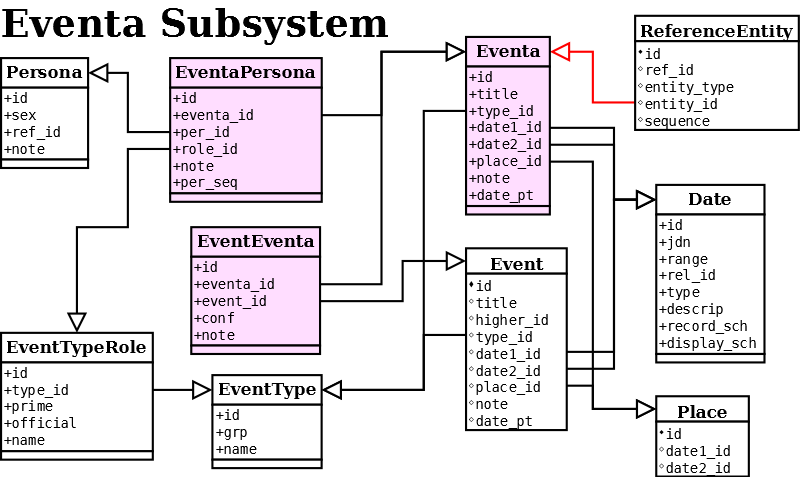 Eventa Subsystem
Persona
+id
+sex
+ref_id
+note
EventaPersona
+id
+eventa_id
+per_id
+role_id
+note
+per_seq
Eventa
+id
+title
+type_id
+date1_id
+date2_id
+place_id
+note
+date_pt
ReferenceEntity
id
ref_id
entity_type
entity_id
sequence
EventEventa
+id
+eventa_id
+event_id
+conf
+note
Event
id
title
higher_id
type_id
date1_id
date2_id
place_id
note
date_pt
Date
+id
+jdn
+range
+rel_id
+type
+descrip
+record_sch
+display_sch
EventTypeRole
+id
+type_id
+prime
+official
+name
EventType
+id
+grp
+name
Place
id
date1_id
date2_id